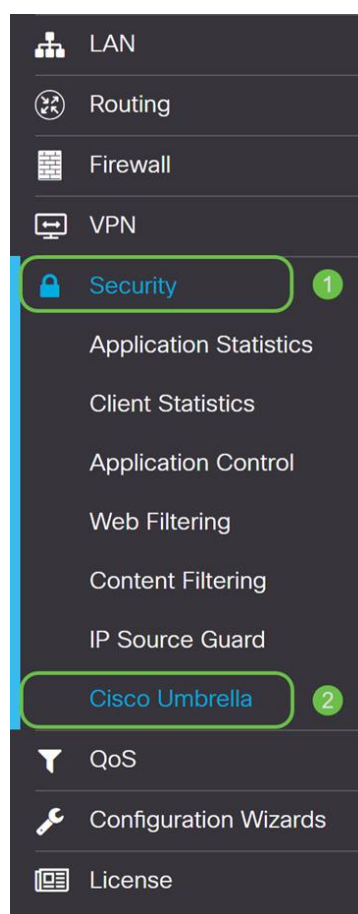 LAN
Routing
Firewall
VPN
Security 1
Application Statistics
Client Statistics
Application Control
Web Filtering
Content Filtering
IP Source Guard
Cisco Umbrella 2
QoS
Configuration Wizards
License